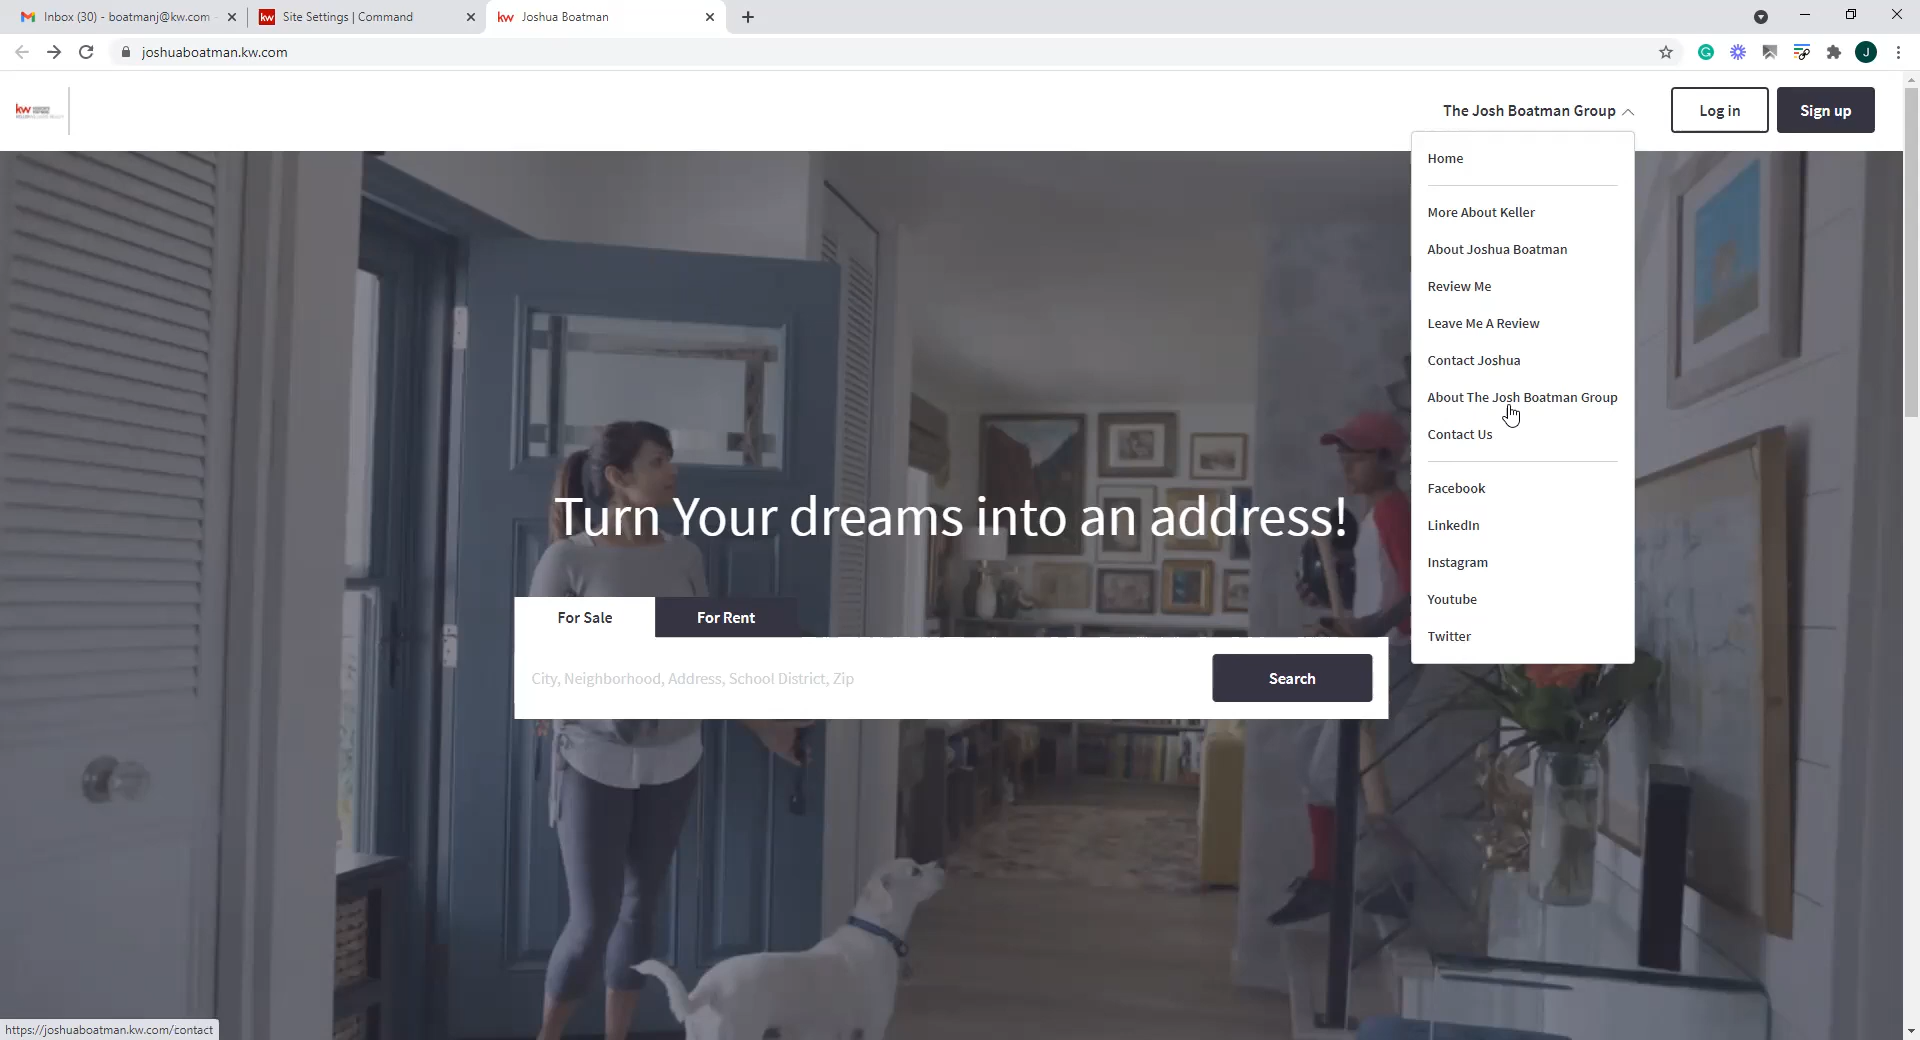 Inbox (30) - boatmanj@kw.com
kw Site Settings | Command
kw Joshua Boatman
joshuaboatman.kw.com
J
kw
The Josh Boatman Group
Log in
Sign up
Home
More About Keller
About Joshua Boatman
Review Me
Leave Me A Review
Contact Joshua
About The Josh Boatman Group
Contact Us
Facebook
LinkedIn
Instagram
Youtube
Twitter
Turn Your dreams into an address!
For Sale
For Rent
City, Neighborhood, Address, School District, Zip
Search
https://joshuaboatman.kw.com/contact